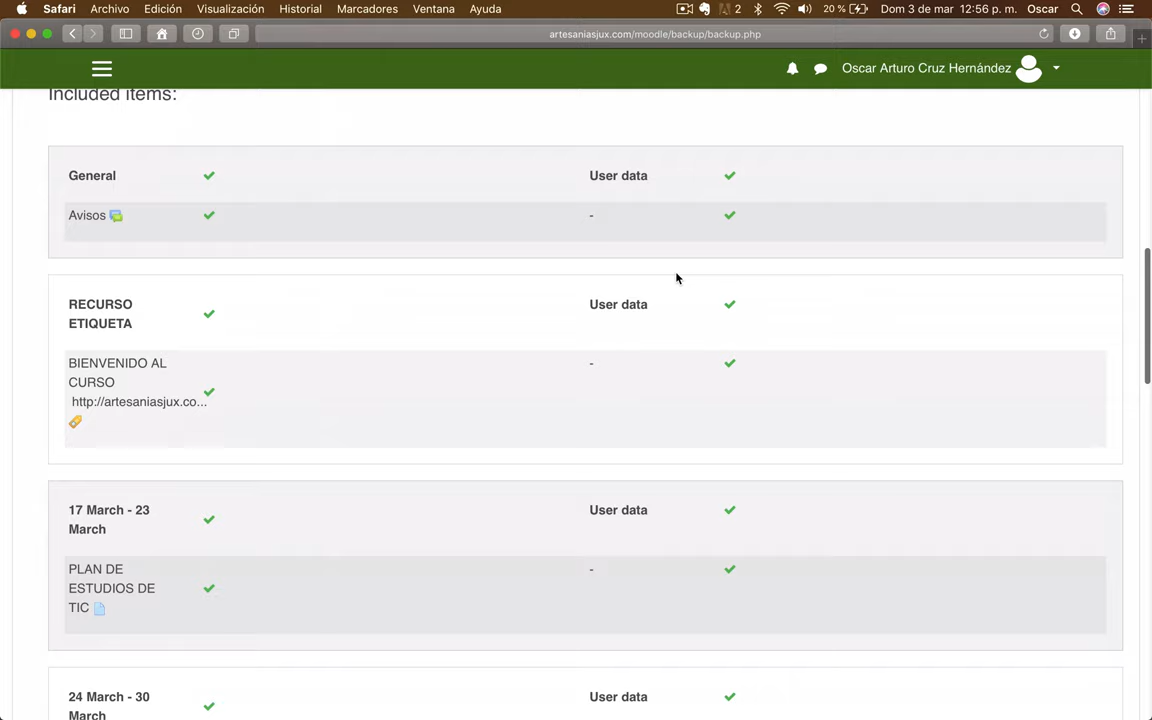 Safari Archivo Edición Visualización Historial Marcadores Ventana Ayuda 2 20 % Dom 3 de mar 12:56 p. m. Oscar
artesaniasjux.com/moodle/backup/backup.php
Oscar Arturo Cruz Hernández
Included items:
General User data
Avisos -
RECURSO User data
ETIQUETA
BIENVENIDO AL -
CURSO
http://artesaniasjux.co...
17 March - 23 User data
March
PLAN DE -
ESTUDIOS DE
TIC
24 March - 30 User data
March